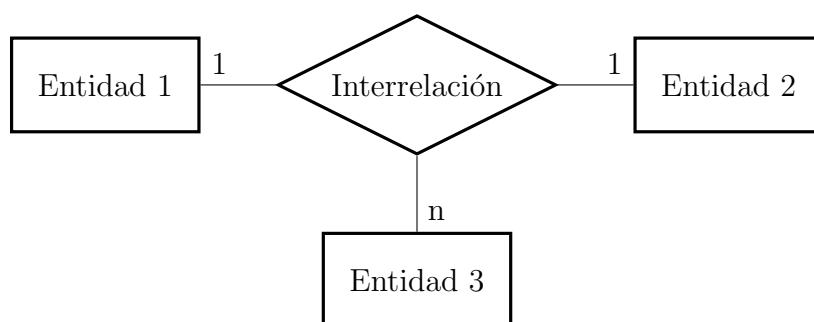 Entidad 1
1
Interrelación
1
Entidad 2
n
Entidad 3